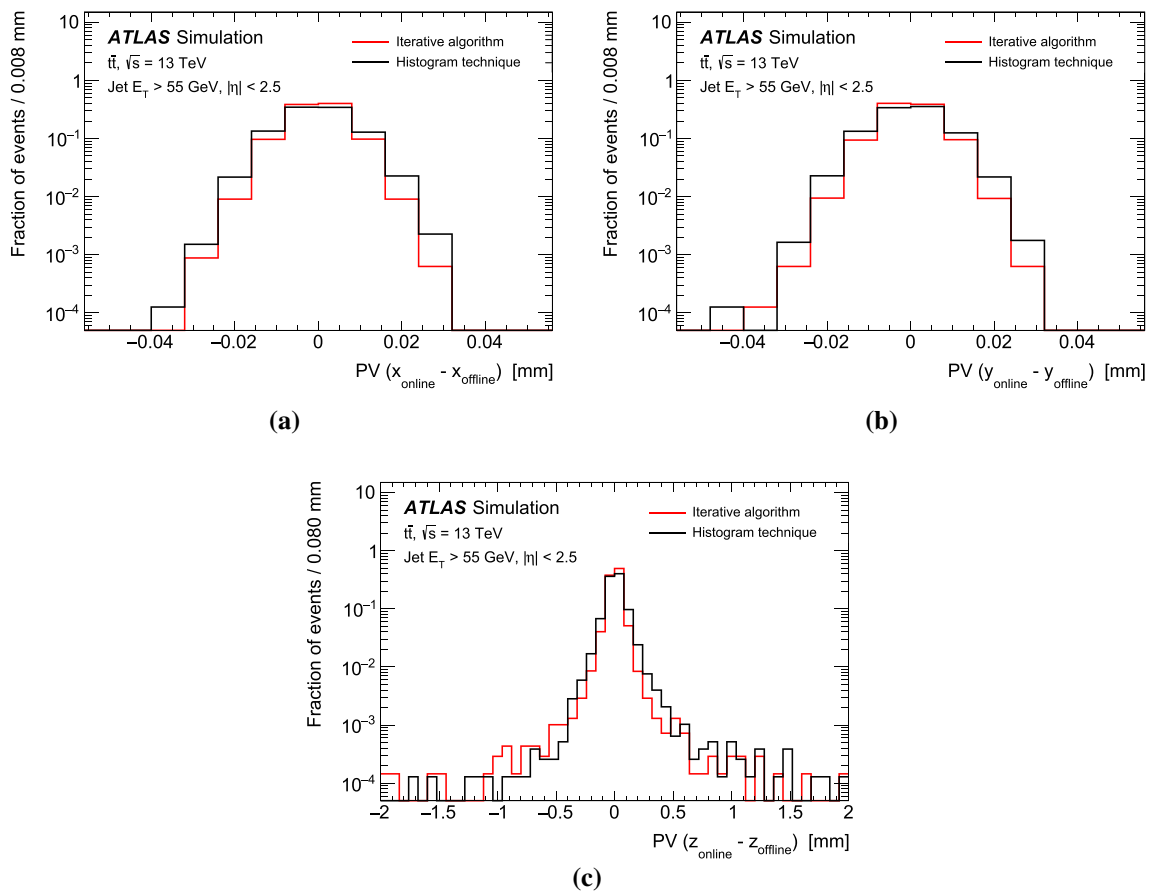 Fraction of events / 0.008 mm
10
1
10⁻¹
10⁻²
10⁻³
10⁻⁴
ATLAS Simulation
tt̄, √s = 13 TeV
Jet E_T > 55 GeV, |η| < 2.5
Iterative algorithm
Histogram technique
−0.04 −0.02 0 0.02 0.04
PV (x_online - x_offline) [mm]
(a)
Fraction of events / 0.008 mm
10
1
10⁻¹
10⁻²
10⁻³
10⁻⁴
ATLAS Simulation
tt̄, √s = 13 TeV
Jet E_T > 55 GeV, |η| < 2.5
Iterative algorithm
Histogram technique
−0.04 −0.02 0 0.02 0.04
PV (y_online - y_offline) [mm]
(b)
Fraction of events / 0.080 mm
10
1
10⁻¹
10⁻²
10⁻³
10⁻⁴
ATLAS Simulation
tt̄, √s = 13 TeV
Jet E_T > 55 GeV, |η| < 2.5
Iterative algorithm
Histogram technique
−2 −1.5 −1 −0.5 0 0.5 1 1.5 2
PV (z_online - z_offline) [mm]
(c)